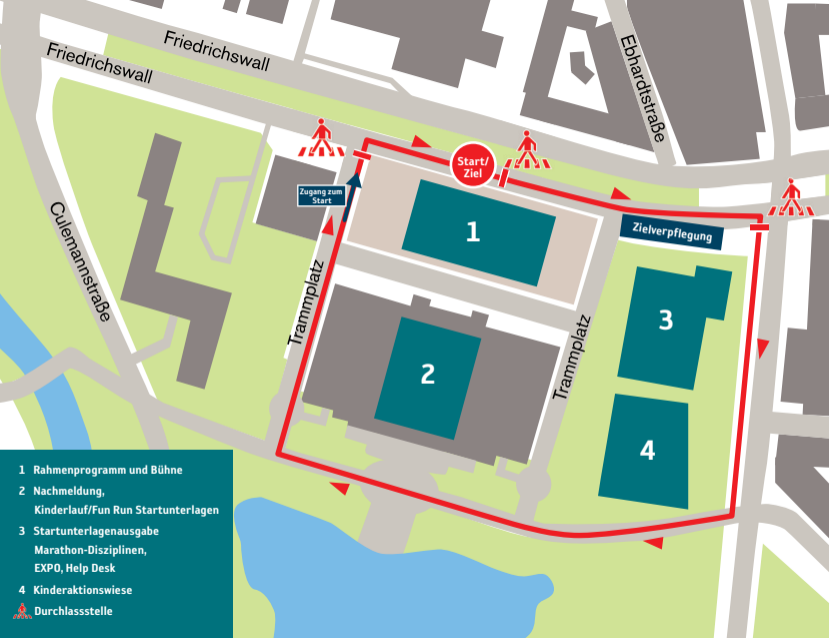 Friedrichswall
Friedrichswall
Ebhardtstraße
Start/
Ziel
Zugang zum
Start
Culemannstraße
1
Zielverpflegung
Trammplatz
3
Trammplatz
2
4
1 Rahmenprogramm und Bühne
2 Nachmeldung,
Kinderlauf/Fun Run Startunterlagen
3 Startunterlagenausgabe
Marathon-Disziplinen,
EXPO, Help Desk
4 Kinderaktionswiese
Durchlassstelle